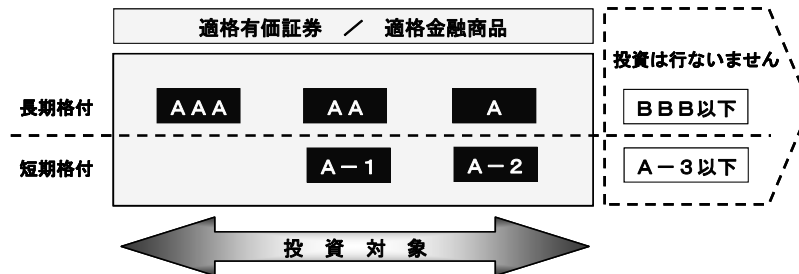 適格有価証券 ／ 適格金融商品
投資は行ないません
長期格付
ＡＡＡ
ＡＡ
Ａ
ＢＢＢ以下
短期格付
Ａ－１
Ａ－２
Ａ－３以下
投 資 対 象